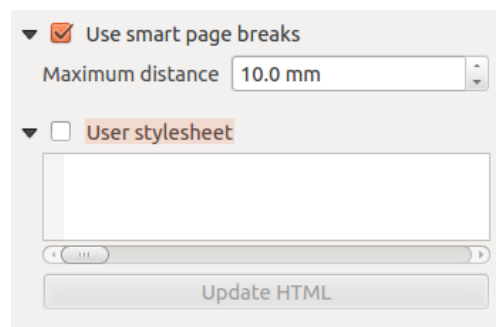 Use smart page breaks
Maximum distance 10.0 mm
User stylesheet
Update HTML